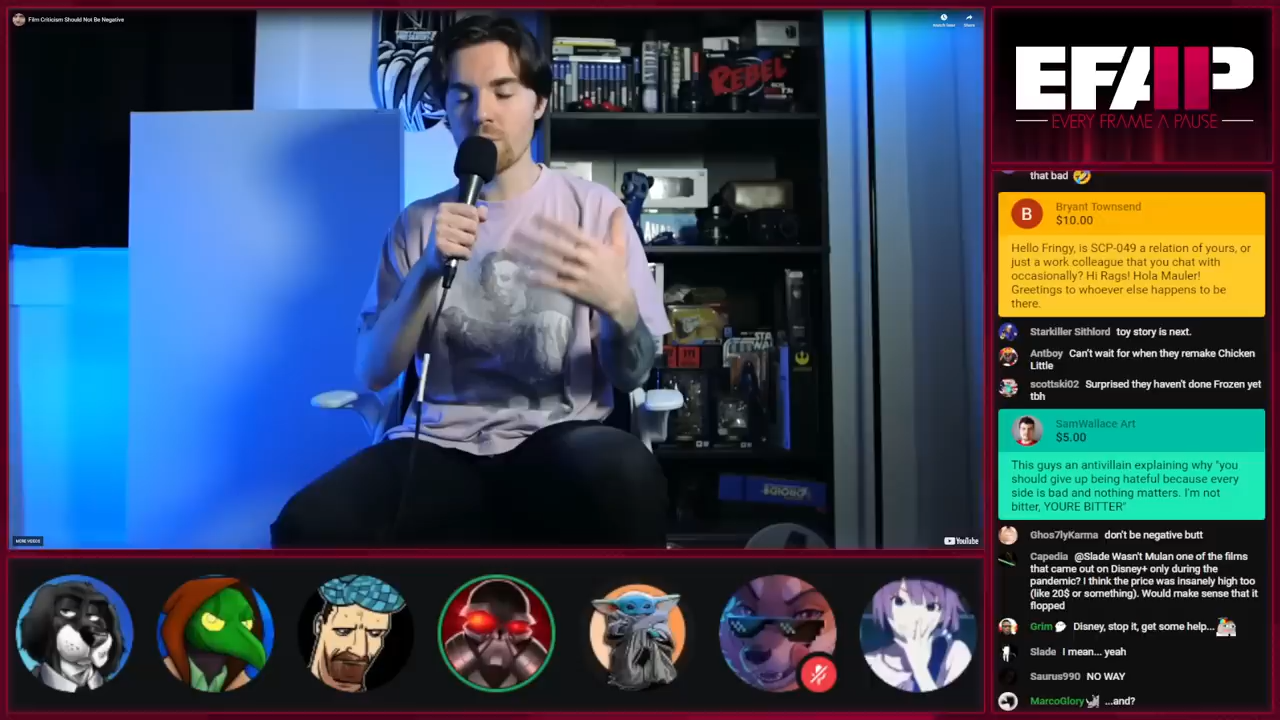 Film Criticism Should Not Be Negative
Watch later
Share
REBEL
STAR
MORE VIDEOS
YouTube
EFAP
EVERY FRAME A PAUSE
that bad
B
Bryant Townsend
$10.00
Hello Fringy, is SCP-049 a relation of yours, or
just a work colleague that you chat with
occasionally? Hi Rags! Hola Mauler!
Greetings to whoever else happens to be
there.
Starkiller Sithlord toy story is next.
Antboy Can't wait for when they remake Chicken
Little
scottski02 Surprised they haven't done Frozen yet
tbh
SamWallace Art
$5.00
This guys an antivillain explaining why "you
should give up being hateful because every
side is bad and nothing matters. I'm not
bitter, YOURE BITTER"
Ghos7lyKarma don't be negative butt
Capedia @Slade Wasn't Mulan one of the films
that came out on Disney+ only during the
pandemic? I think the price was insanely high too
(like 20$ or something). Would make sense that it
flopped
Grim Disney, stop it, get some help...
Slade I mean... yeah
Saurus990 NO WAY
MarcoGlory ...and?